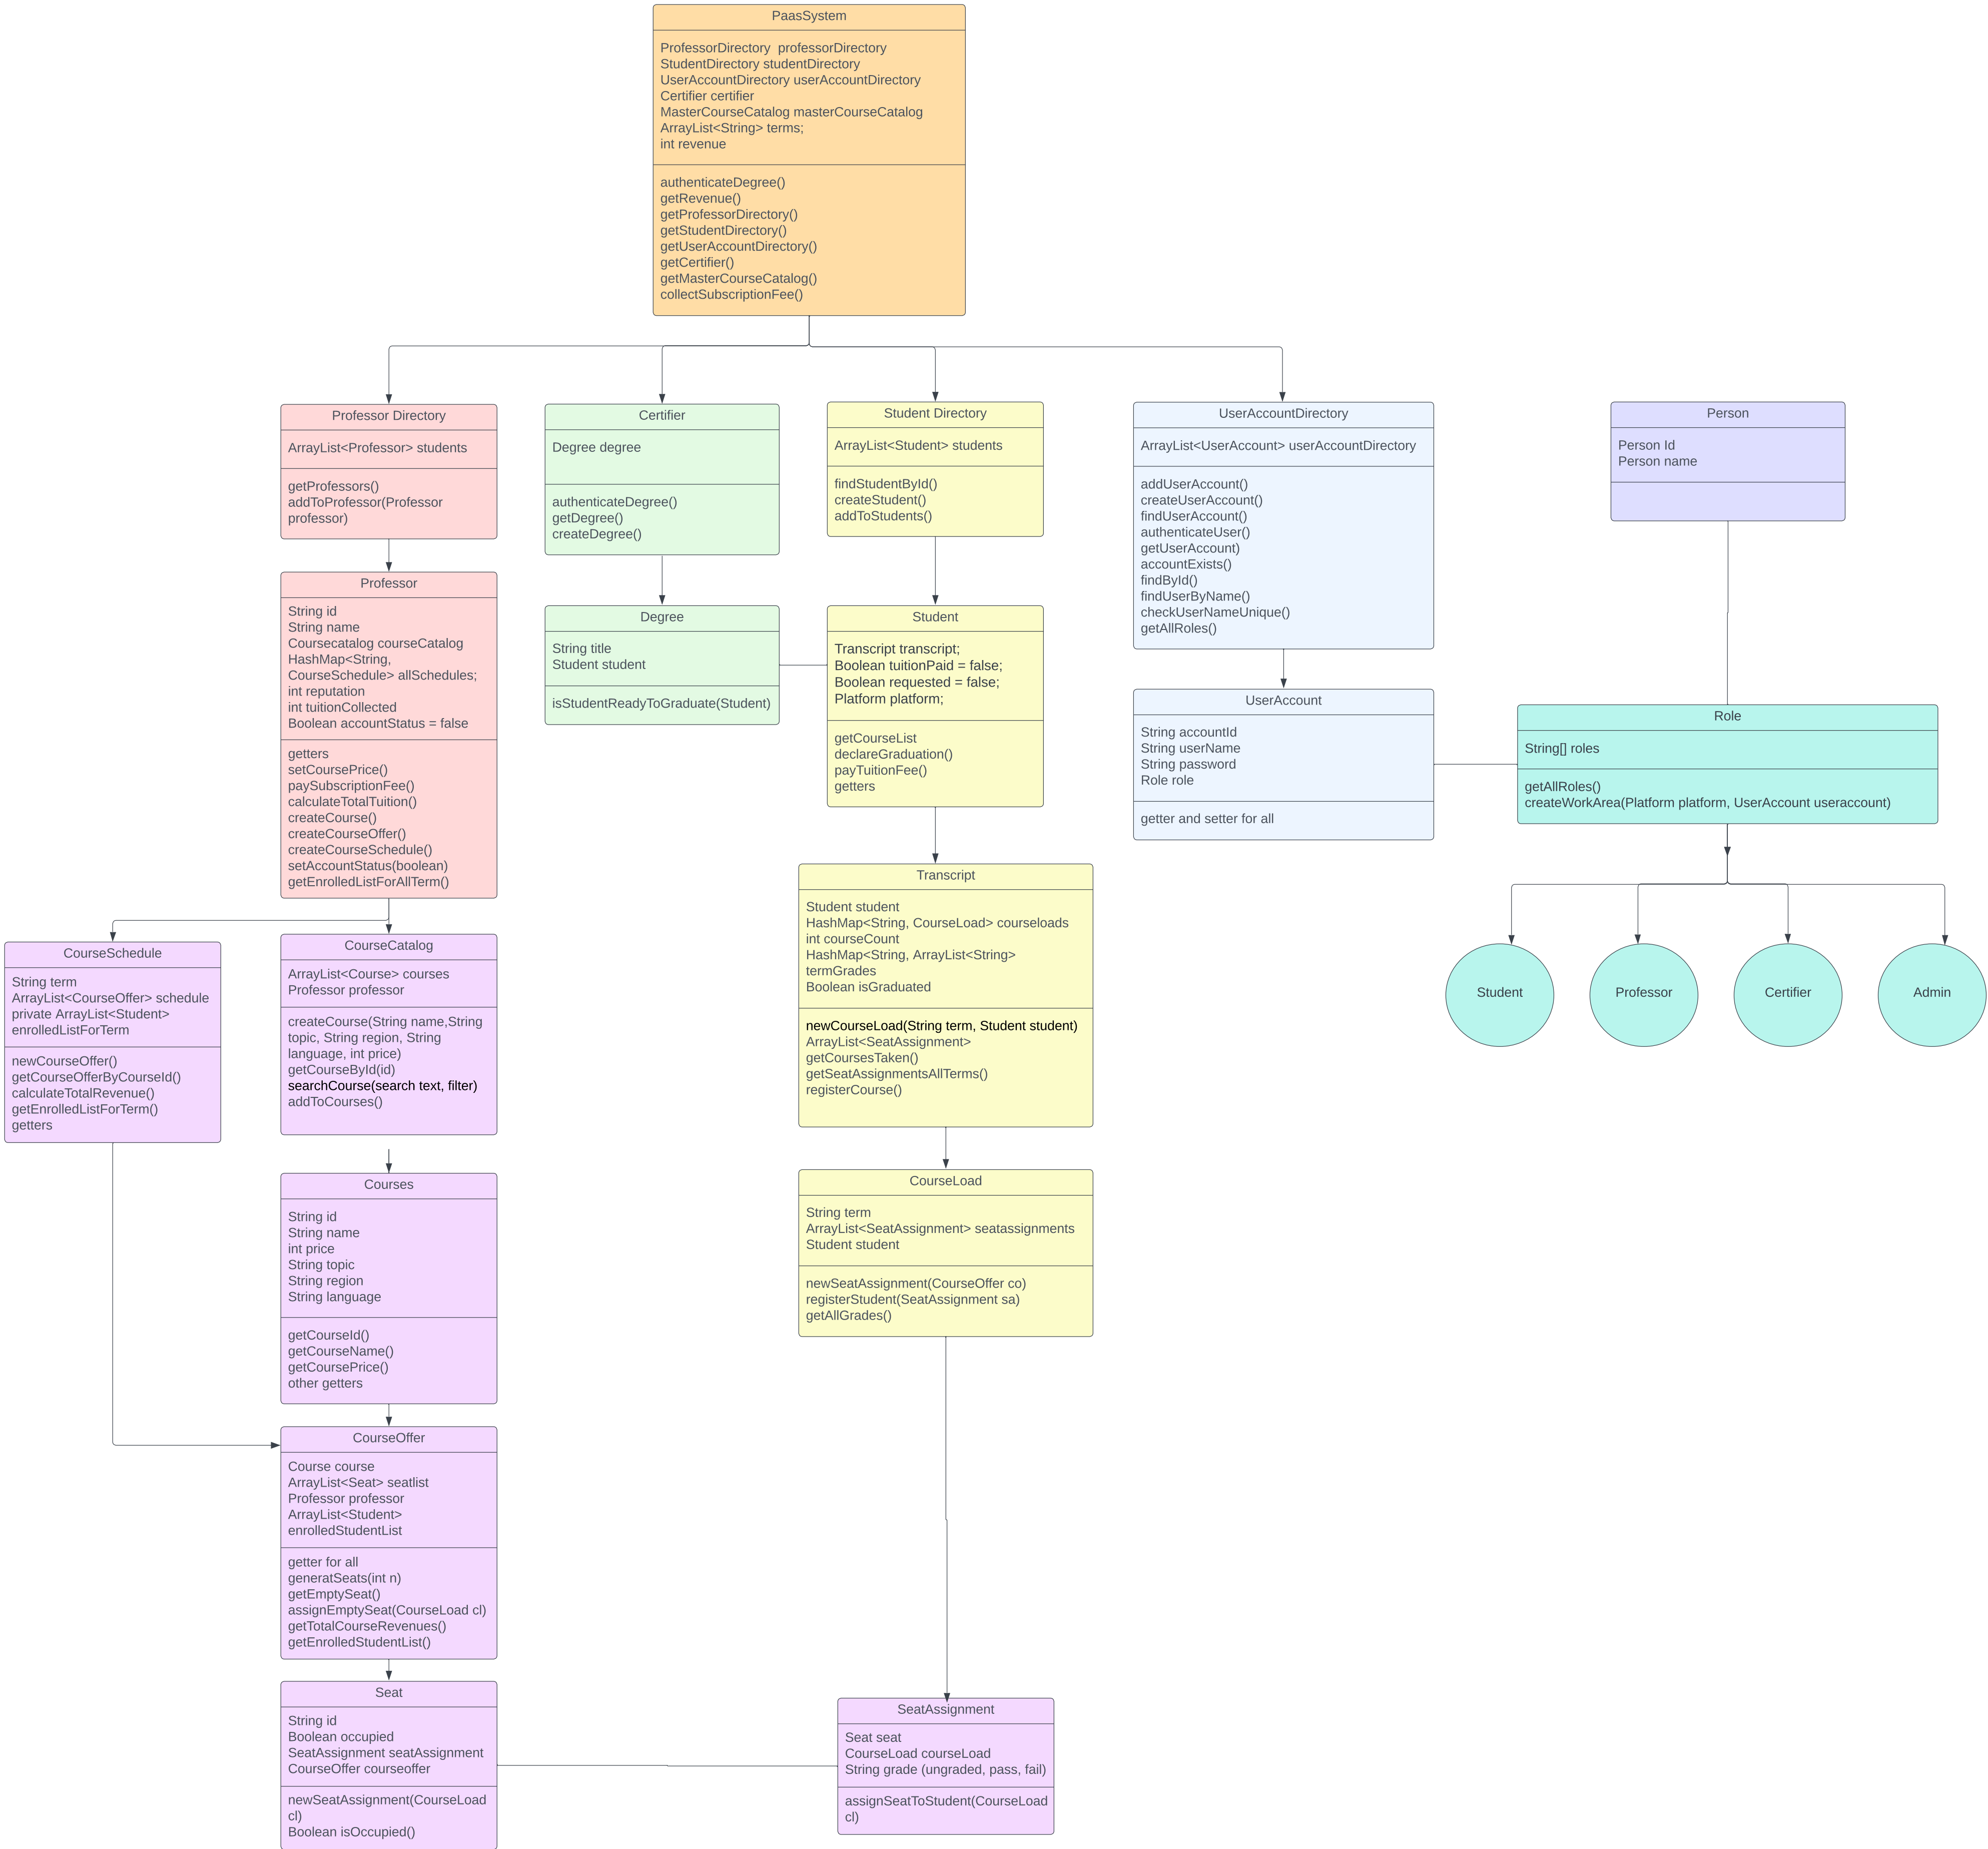 PaasSystem
ProfessorDirectory  professorDirectory
StudentDirectory studentDirectory
UserAccountDirectory userAccountDirectory
Certifier certifier
MasterCourseCatalog masterCourseCatalog
ArrayList<String> terms;
int revenue
authenticateDegree()
getRevenue()
getProfessorDirectory()
getStudentDirectory()
getUserAccountDirectory()
getCertifier()
getMasterCourseCatalog()
collectSubscriptionFee()
Professor Directory
ArrayList<Professor> students
getProfessors()
addToProfessor(Professor
professor)
Certifier
Degree degree
authenticateDegree()
getDegree()
createDegree()
Student Directory
ArrayList<Student> students
findStudentById()
createStudent()
addToStudents()
UserAccountDirectory
ArrayList<UserAccount> userAccountDirectory
addUserAccount()
createUserAccount()
findUserAccount()
authenticateUser()
getUserAccount)
accountExists()
findById()
findUserByName()
checkUserNameUnique()
getAllRoles()
Person
Person Id
Person name
Professor
String id
String name
Coursecatalog courseCatalog
HashMap<String,
CourseSchedule> allSchedules;
int reputation
int tuitionCollected
Boolean accountStatus = false
getters
setCoursePrice()
paySubscriptionFee()
calculateTotalTuition()
createCourse()
createCourseOffer()
createCourseSchedule()
setAccountStatus(boolean)
getEnrolledListForAllTerm()
Degree
String title
Student student
isStudentReadyToGraduate(Student)
Student
Transcript transcript;
Boolean tuitionPaid = false;
Boolean requested = false;
Platform platform;
getCourseList
declareGraduation()
payTuitionFee()
getters
UserAccount
String accountId
String userName
String password
Role role
getter and setter for all
Role
String[] roles
getAllRoles()
createWorkArea(Platform platform, UserAccount useraccount)
Student
Professor
Certifier
Admin
CourseSchedule
String term
ArrayList<CourseOffer> schedule
private ArrayList<Student>
enrolledListForTerm
newCourseOffer()
getCourseOfferByCourseId()
calculateTotalRevenue()
getEnrolledListForTerm()
getters
CourseCatalog
ArrayList<Course> courses
Professor professor
createCourse(String name,String
topic, String region, String
language, int price)
getCourseById(id)
searchCourse(search text, filter)
addToCourses()
Transcript
Student student
HashMap<String, CourseLoad> courseloads
int courseCount
HashMap<String, ArrayList<String>
termGrades
Boolean isGraduated
newCourseLoad(String term, Student student)
ArrayList<SeatAssignment>
getCoursesTaken()
getSeatAssignmentsAllTerms()
registerCourse()
Courses
String id
String name
int price
String topic
String region
String language
getCourseId()
getCourseName()
getCoursePrice()
other getters
CourseLoad
String term
ArrayList<SeatAssignment> seatassignments
Student student
newSeatAssignment(CourseOffer co)
registerStudent(SeatAssignment sa)
getAllGrades()
CourseOffer
Course course
ArrayList<Seat> seatlist
Professor professor
ArrayList<Student>
enrolledStudentList
getter for all
generatSeats(int n)
getEmptySeat()
assignEmptySeat(CourseLoad cl)
getTotalCourseRevenues()
getEnrolledStudentList()
Seat
String id
Boolean occupied
SeatAssignment seatAssignment
CourseOffer courseoffer
newSeatAssignment(CourseLoad
cl)
Boolean isOccupied()
SeatAssignment
Seat seat
CourseLoad courseLoad
String grade (ungraded, pass, fail)
assignSeatToStudent(CourseLoad
cl)